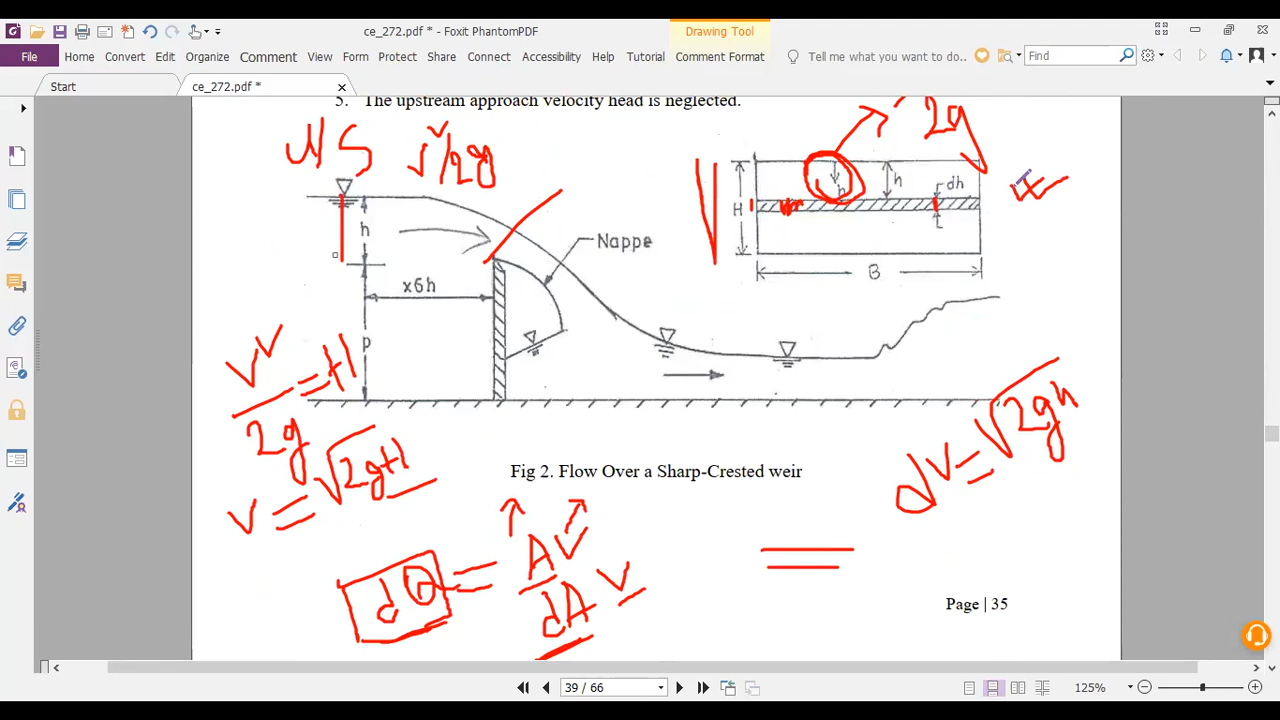 ce_272.pdf * - Foxit PhantomPDF
Drawing Tool
File Home Convert Edit Organize Comment View Form Protect Share Connect Accessibility Help Tutorial Comment Format Tell me what you want to do... Find
Start
ce_272.pdf *
5. The upstream approach velocity head is neglected.
U/S
v²/2g
2g
h
h
dh
H
B
h
Nappe
x6h
p
v²/2g = H
v = √2gH
dV = √2gh
Fig 2. Flow Over a Sharp-Crested weir
dQ = AV
dA V
Page | 35
39 / 66
125%